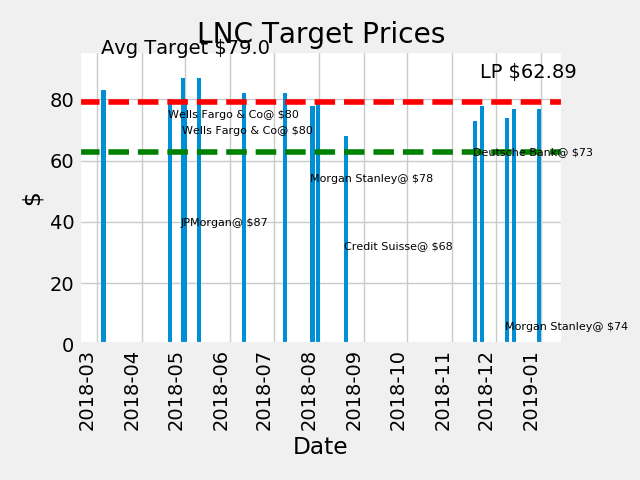 LNC Target Prices
Avg Target $79.0
LP $62.89
80
Wells Fargo & Co@ $80
Wells Fargo & Co@ $80
Deutsche Bank@ $73
60
Morgan Stanley@ $78
$
40
JPMorgan@ $87
Credit Suisse@ $68
20
Morgan Stanley@ $74
0
2018-03
2018-04
2018-05
2018-06
2018-07
2018-08
2018-09
2018-10
2018-11
2018-12
2019-01
Date